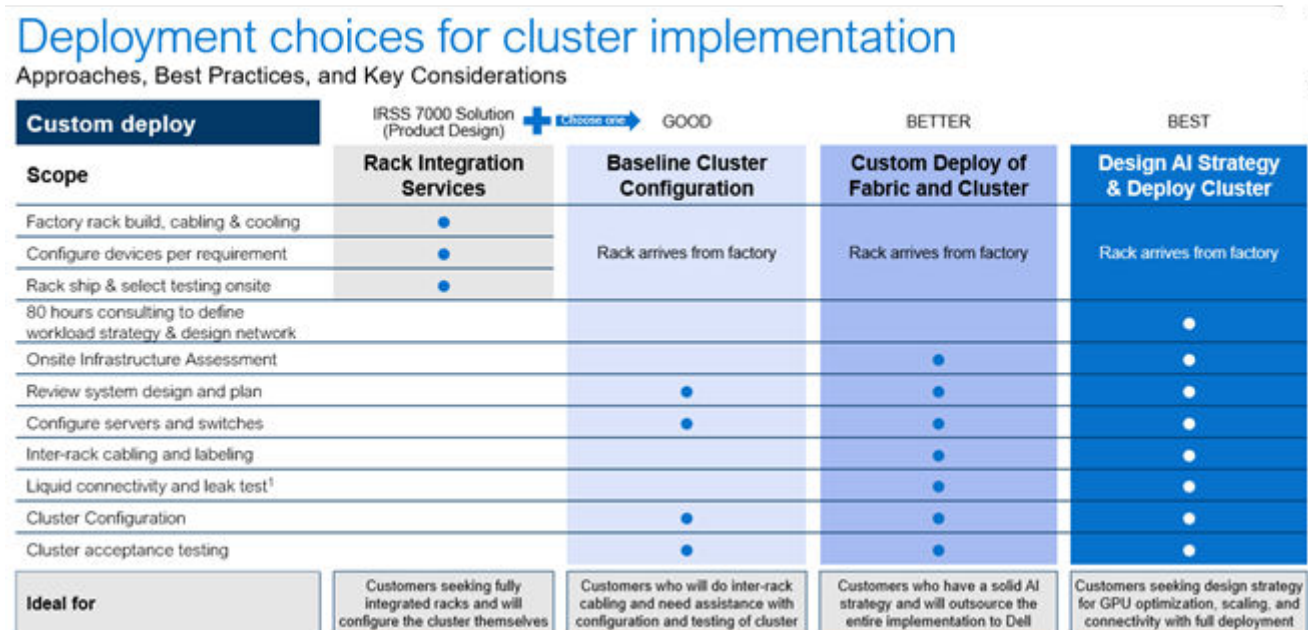 Deployment choices for cluster implementation
Approaches, Best Practices, and Key Considerations
Custom deploy
IRSS 7000 Solution
(Product Design)
Choose one
GOOD
BETTER
BEST
Scope
Rack Integration
Services
Baseline Cluster
Configuration
Custom Deploy of
Fabric and Cluster
Design AI Strategy
& Deploy Cluster
Factory rack build, cabling & cooling
Configure devices per requirement
Rack arrives from factory
Rack arrives from factory
Rack arrives from factory
Rack ship & select testing onsite
80 hours consulting to define
workload strategy & design network
Onsite Infrastructure Assessment
Review system design and plan
Configure servers and switches
Inter-rack cabling and labeling
Liquid connectivity and leak test¹
Cluster Configuration
Cluster acceptance testing
Ideal for
Customers seeking fully
integrated racks and will
configure the cluster themselves
Customers who will do inter-rack
cabling and need assistance with
configuration and testing of cluster
Customers who have a solid AI
strategy and will outsource the
entire implementation to Dell
Customers seeking design strategy
for GPU optimization, scaling, and
connectivity with full deployment